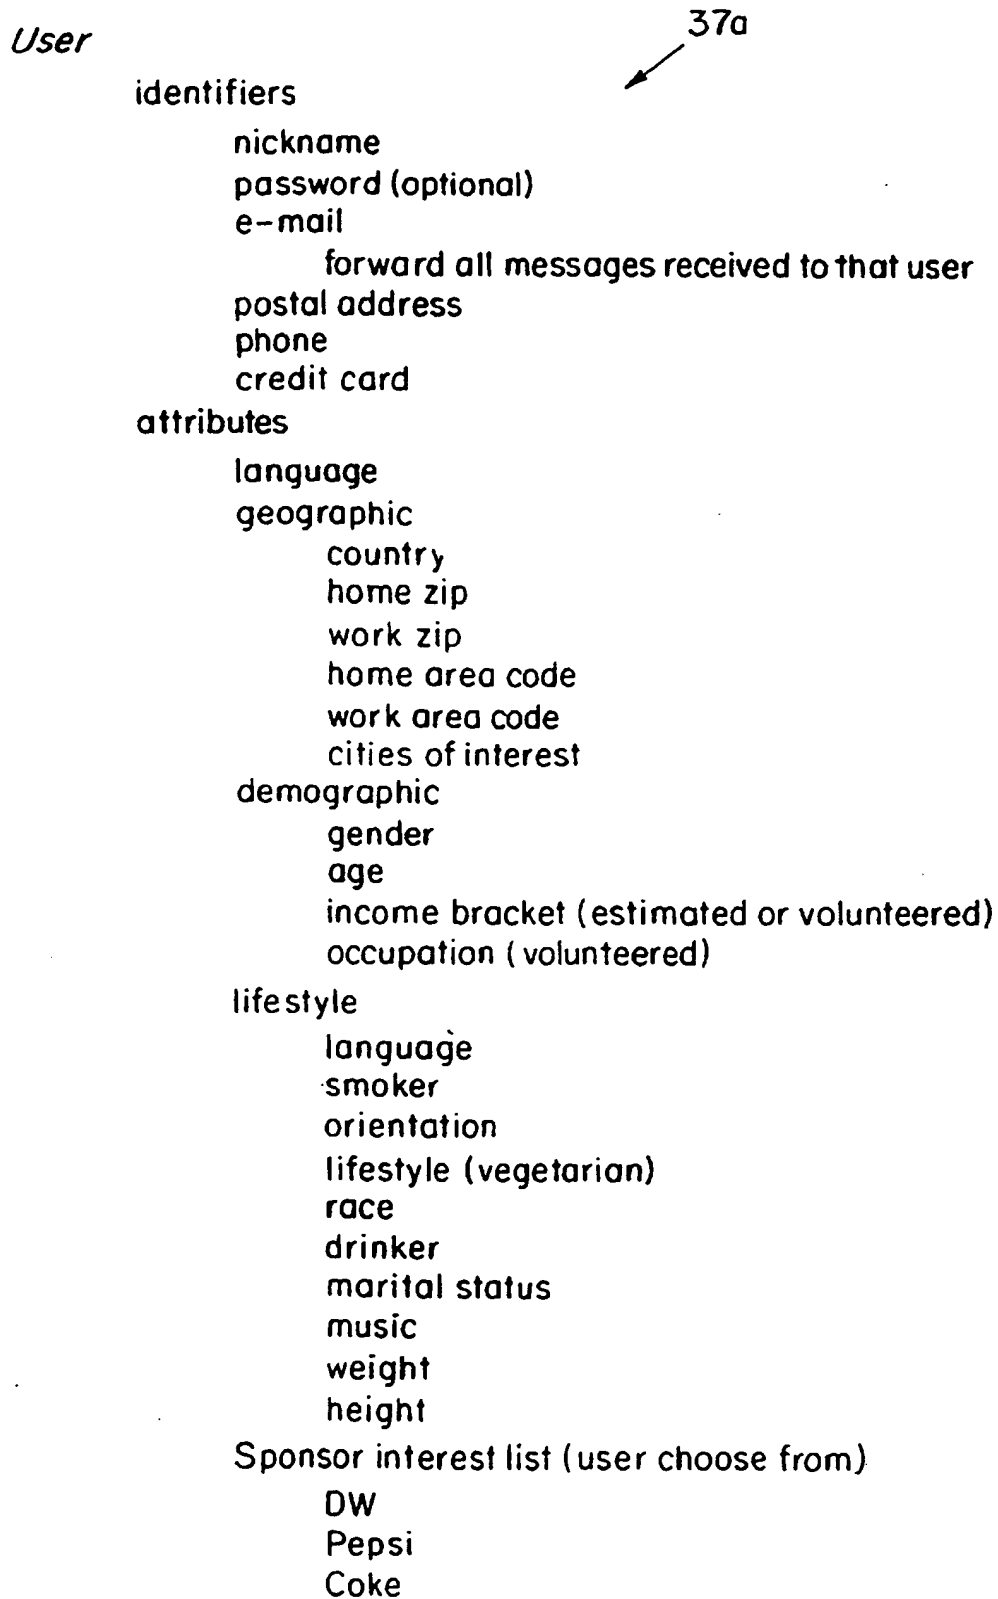 37a
User
identifiers
nickname
password (optional)
e-mail
forward all messages received to that user
postal address
phone
credit card
attributes
language
geographic
country
home zip
work zip
home area code
work area code
cities of interest
demographic
gender
age
income bracket (estimated or volunteered)
occupation (volunteered)
lifestyle
language
smoker
orientation
lifestyle (vegetarian)
race
drinker
marital status
music
weight
height
Sponsor interest list (user choose from)
DW
Pepsi
Coke